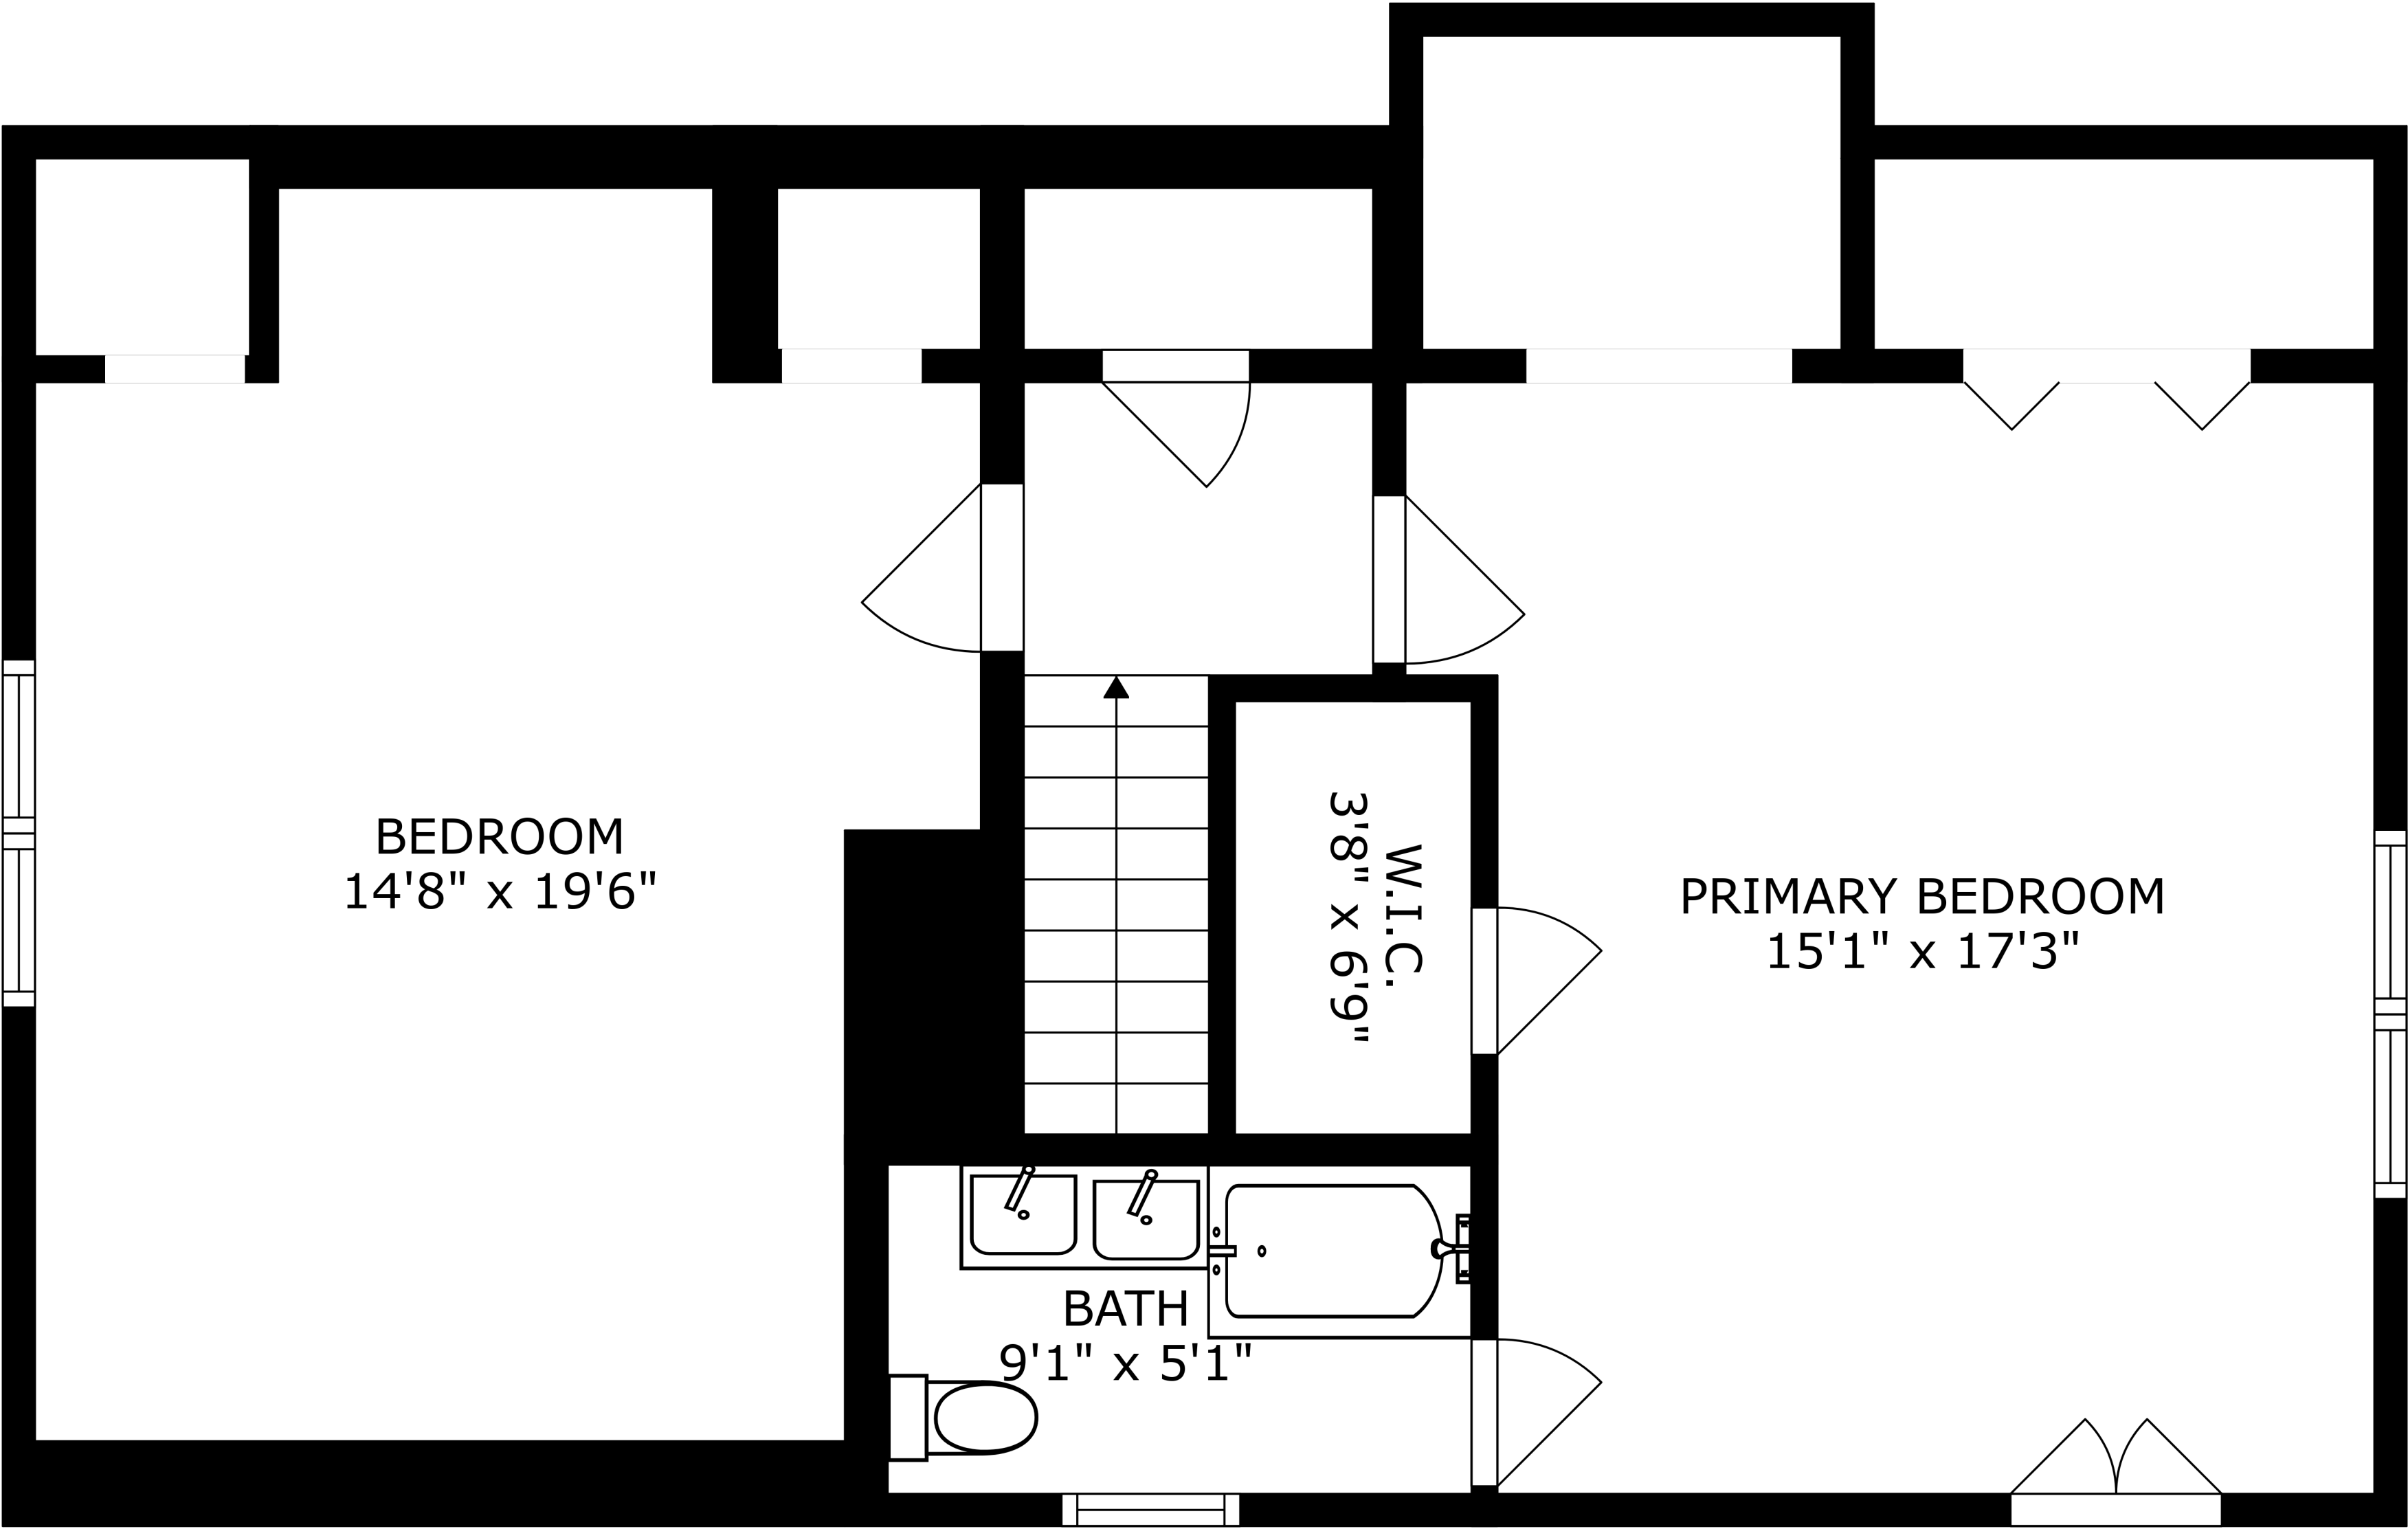 BEDROOM
14'8" x 19'6"
W.I.C.
3'8" x 6'9"
PRIMARY BEDROOM
15'1" x 17'3"
BATH
9'1" x 5'1"